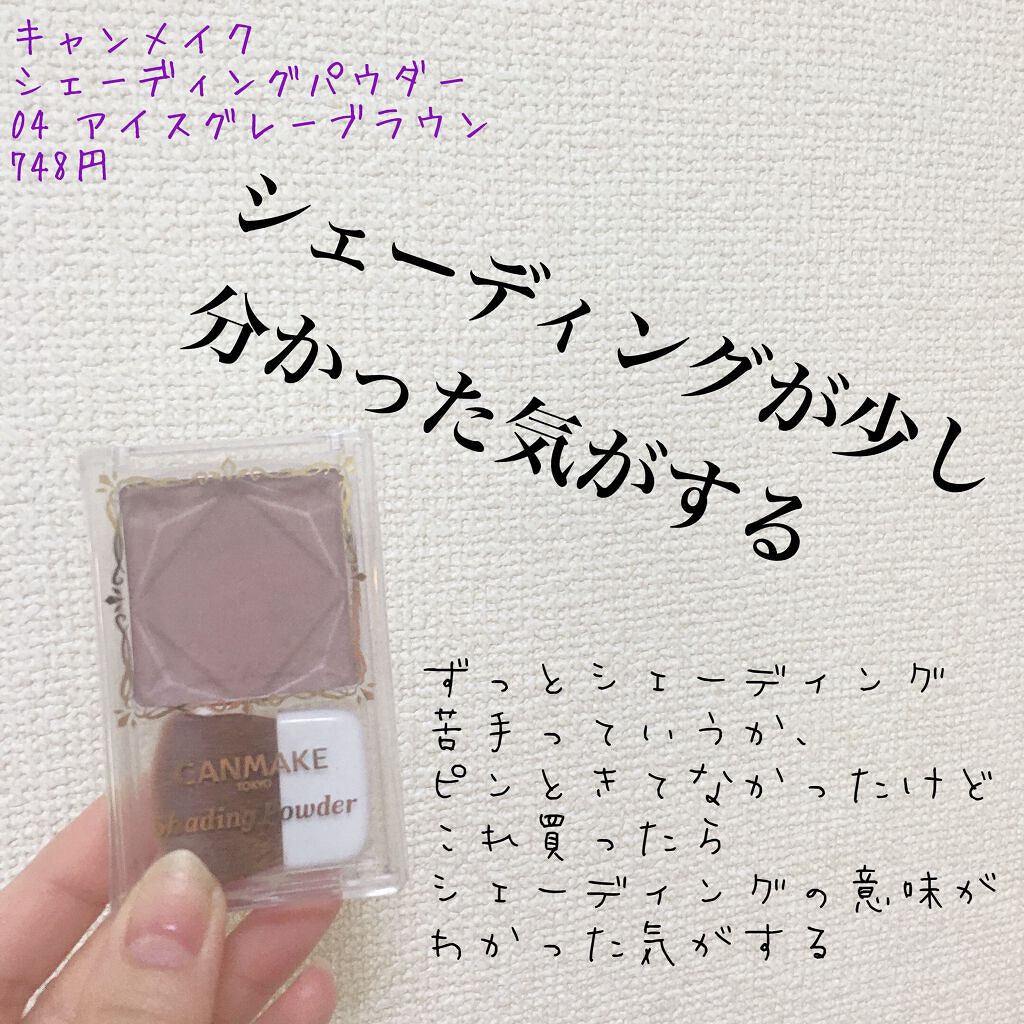 キャンメイク
シェーディングパウダー
04 アイスグレーブラウン
748円
シェーディングが少し
分かった気がする
CANMAKE
TOKYO
Shading Powder
ずっとシェーディング
苦手っていうか、
ピンときてなかったけど
これ買ったら
シェーディングの意味が
わかった気がする